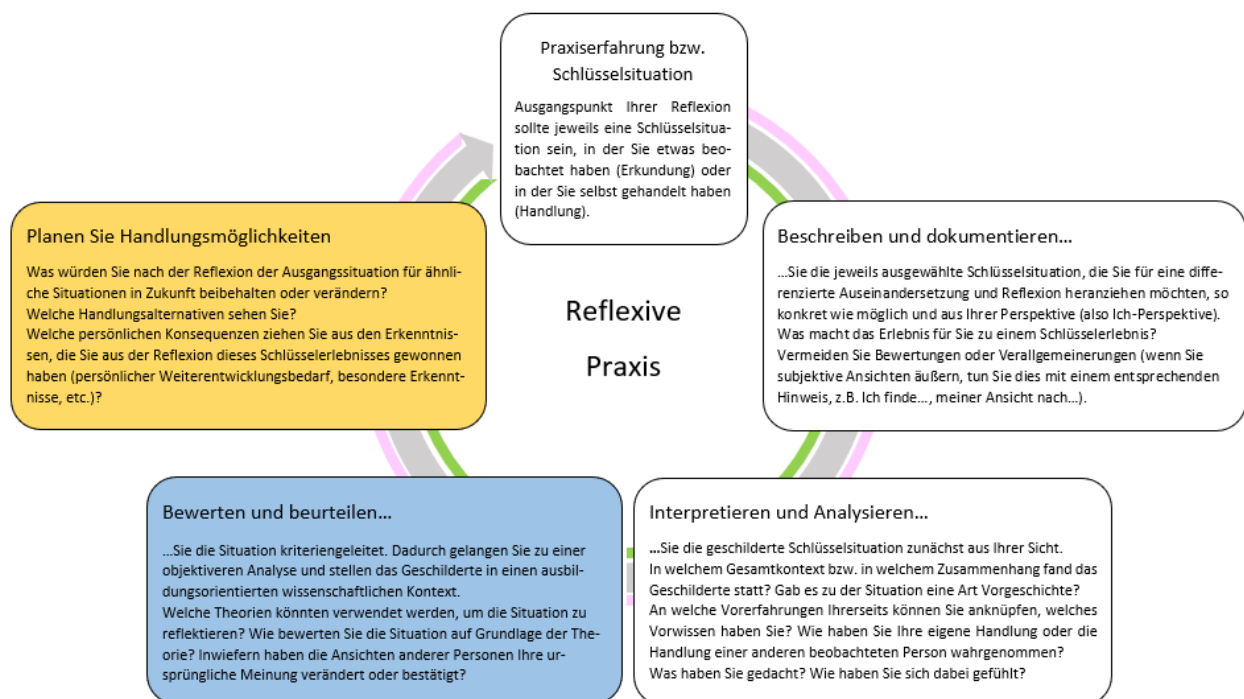 Praxiserfahrung bzw.
Schlüsselsituation
Ausgangspunkt Ihrer Reflexion
sollte jeweils eine Schlüsselsitua-
tion sein, in der Sie etwas beo-
bachtet haben (Erkundung) oder
in der Sie selbst gehandelt haben
(Handlung).
Beschreiben und dokumentieren…
...Sie die jeweils ausgewählte Schlüsselsituation, die Sie für eine diffe-
renzierte Auseinandersetzung und Reflexion heranziehen möchten, so
konkret wie möglich und aus Ihrer Perspektive (also Ich-Perspektive).
Was macht das Erlebnis für Sie zu einem Schlüsselerlebnis?
Vermeiden Sie Bewertungen oder Verallgemeinerungen (wenn Sie
subjektive Ansichten äußern, tun Sie dies mit einem entsprechenden
Hinweis, z.B. Ich finde…, meiner Ansicht nach…).
Interpretieren und Analysieren…
...Sie die geschilderte Schlüsselsituation zunächst aus Ihrer Sicht.
In welchem Gesamtkontext bzw. in welchem Zusammenhang fand das
Geschilderte statt? Gab es zu der Situation eine Art Vorgeschichte?
An welche Vorerfahrungen Ihrerseits können Sie anknüpfen, welches
Vorwissen haben Sie? Wie haben Sie Ihre eigene Handlung oder die
Handlung einer anderen beobachteten Person wahrgenommen?
Was haben Sie gedacht? Wie haben Sie sich dabei gefühlt?
Bewerten und beurteilen…
...Sie die Situation kriteriengeleitet. Dadurch gelangen Sie zu einer
objektiveren Analyse und stellen das Geschilderte in einen ausbil-
dungsorientierten wissenschaftlichen Kontext.
Welche Theorien könnten verwendet werden, um die Situation zu
reflektieren? Wie bewerten Sie die Situation auf Grundlage der The-
orie? Inwiefern haben die Ansichten anderer Personen Ihre ur-
sprüngliche Meinung verändert oder bestätigt?
Planen Sie Handlungsmöglichkeiten
Was würden Sie nach der Reflexion der Ausgangssituation für ähnli-
che Situationen in Zukunft beibehalten oder verändern?
Welche Handlungsalternativen sehen Sie?
Welche persönlichen Konsequenzen ziehen Sie aus den Erkenntnis-
sen, die Sie aus der Reflexion dieses Schlüsselerlebnisses gewonnen
haben (persönlicher Weiterentwicklungsbedarf, besondere Erkennt-
nisse, etc.)?
Reflexive
Praxis